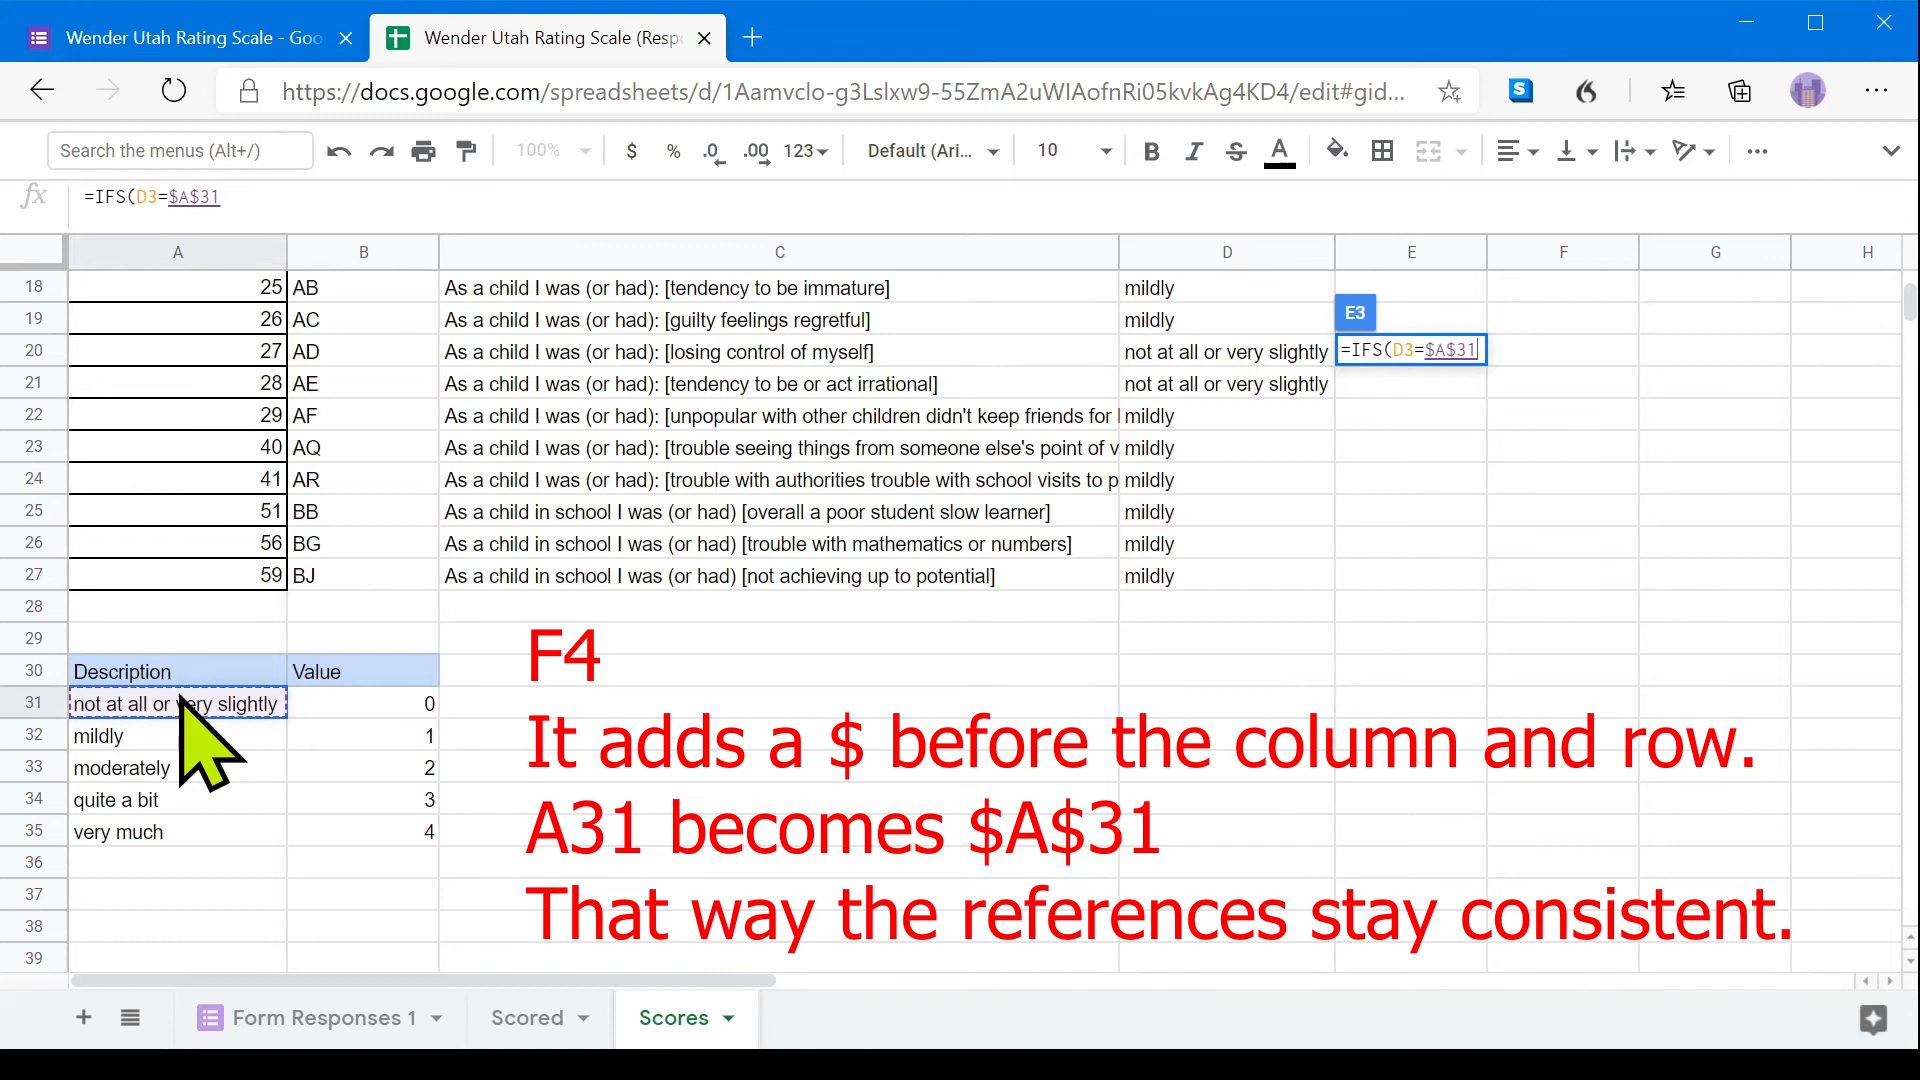 Wender Utah Rating Scale - Goo
Wender Utah Rating Scale (Resp
https://docs.google.com/spreadsheets/d/1Aamvclo-g3Lslxw9-55ZmA2uWIAofnRi05kvkAg4KD4/edit#gid...
Search the menus (Alt+/)
100%
$
%
.0
.00
123
Default (Ari...
10
B
I
S
A
fx
=IFS(D3=$A$31
A B C D E F G H
18 25 AB As a child I was (or had): [tendency to be immature] mildly
E3
19 26 AC As a child I was (or had): [guilty feelings regretful] mildly
20 27 AD As a child I was (or had): [losing control of myself] not at all or very slightly =IFS(D3=$A$31
21 28 AE As a child I was (or had): [tendency to be or act irrational] not at all or very slightly
22 29 AF As a child I was (or had): [unpopular with other children didn't keep friends for mildly
23 40 AQ As a child I was (or had): [trouble seeing things from someone else's point of v mildly
24 41 AR As a child I was (or had): [trouble with authorities trouble with school visits to p mildly
25 51 BB As a child in school I was (or had) [overall a poor student slow learner] mildly
26 56 BG As a child in school I was (or had) [trouble with mathematics or numbers] mildly
27 59 BJ As a child in school I was (or had) [not achieving up to potential] mildly
28
29
30 Description Value
31 not at all or very slightly 0
32 mildly 1
33 moderately 2
34 quite a bit 3
35 very much 4
36
37
38
39
F4
It adds a $ before the column and row.
A31 becomes $A$31
That way the references stay consistent.
Form Responses 1
Scored
Scores